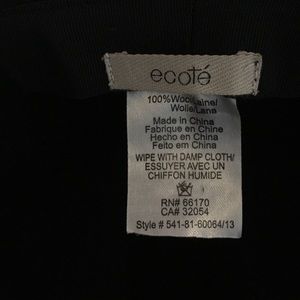 ecoté
100%Wool/Laine/
Wolle/Lana
Made in China
Fabrique en Chine
Hecho en China
Feito em China
WIPE WITH DAMP CLOTH/
ESSUYER AVEC UN
CHIFFON HUMIDE
RN# 66170
CA# 32054
Style # 541-81-60064/13